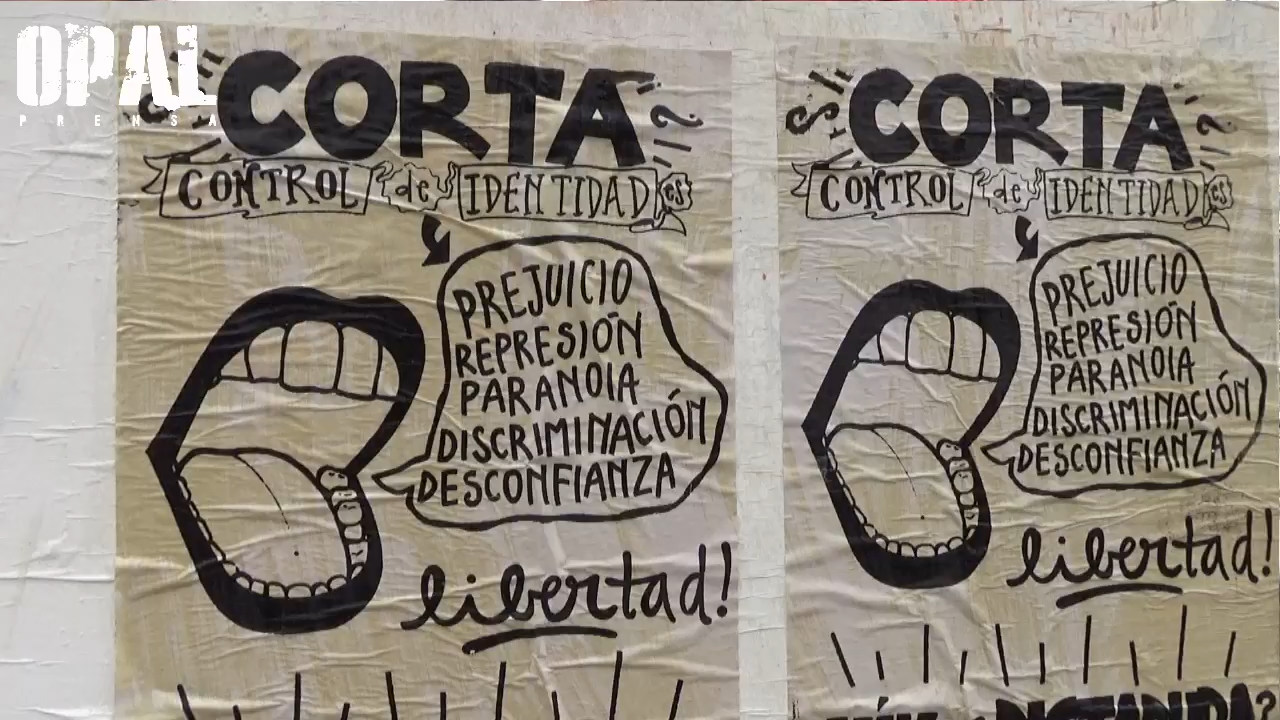 OPAL
PRENSA
CORTA
CONTROL de IDENTIDAD es
PREJUICIO
REPRESIÓN
PARANOIA
DISCRIMINACIÓN
DESCONFIANZA
libertad!
CORTA
CONTROL de IDENTIDAD es
PREJUICIO
REPRESIÓN
PARANOIA
DISCRIMINACIÓN
DESCONFIANZA
libertad!